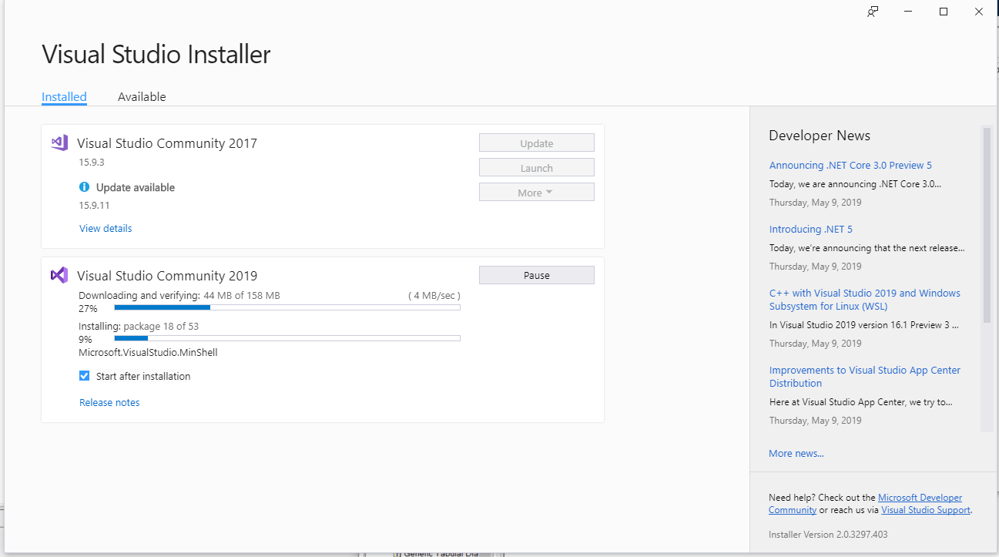 Visual Studio Installer
Installed
Available
Visual Studio Community 2017
15.9.3
Update available
15.9.11
View details
Update
Launch
More
Visual Studio Community 2019
Downloading and verifying: 44 MB of 158 MB
( 4 MB/sec )
27%
Installing: package 18 of 53
9%
Microsoft.VisualStudio.MinShell
Start after installation
Release notes
Pause
Developer News
Announcing .NET Core 3.0 Preview 5
Today, we are announcing .NET Core 3.0...
Thursday, May 9, 2019
Introducing .NET 5
Today, we're announcing that the next release...
Thursday, May 9, 2019
C++ with Visual Studio 2019 and Windows
Subsystem for Linux (WSL)
In Visual Studio 2019 version 16.1 Preview 3 ...
Thursday, May 9, 2019
Improvements to Visual Studio App Center
Distribution
Here at Visual Studio App Center, we try to...
Thursday, May 9, 2019
More news...
Need help? Check out the Microsoft Developer
Community or reach us via Visual Studio Support.
Installer Version 2.0.3297.403
Generic Tabular Dia